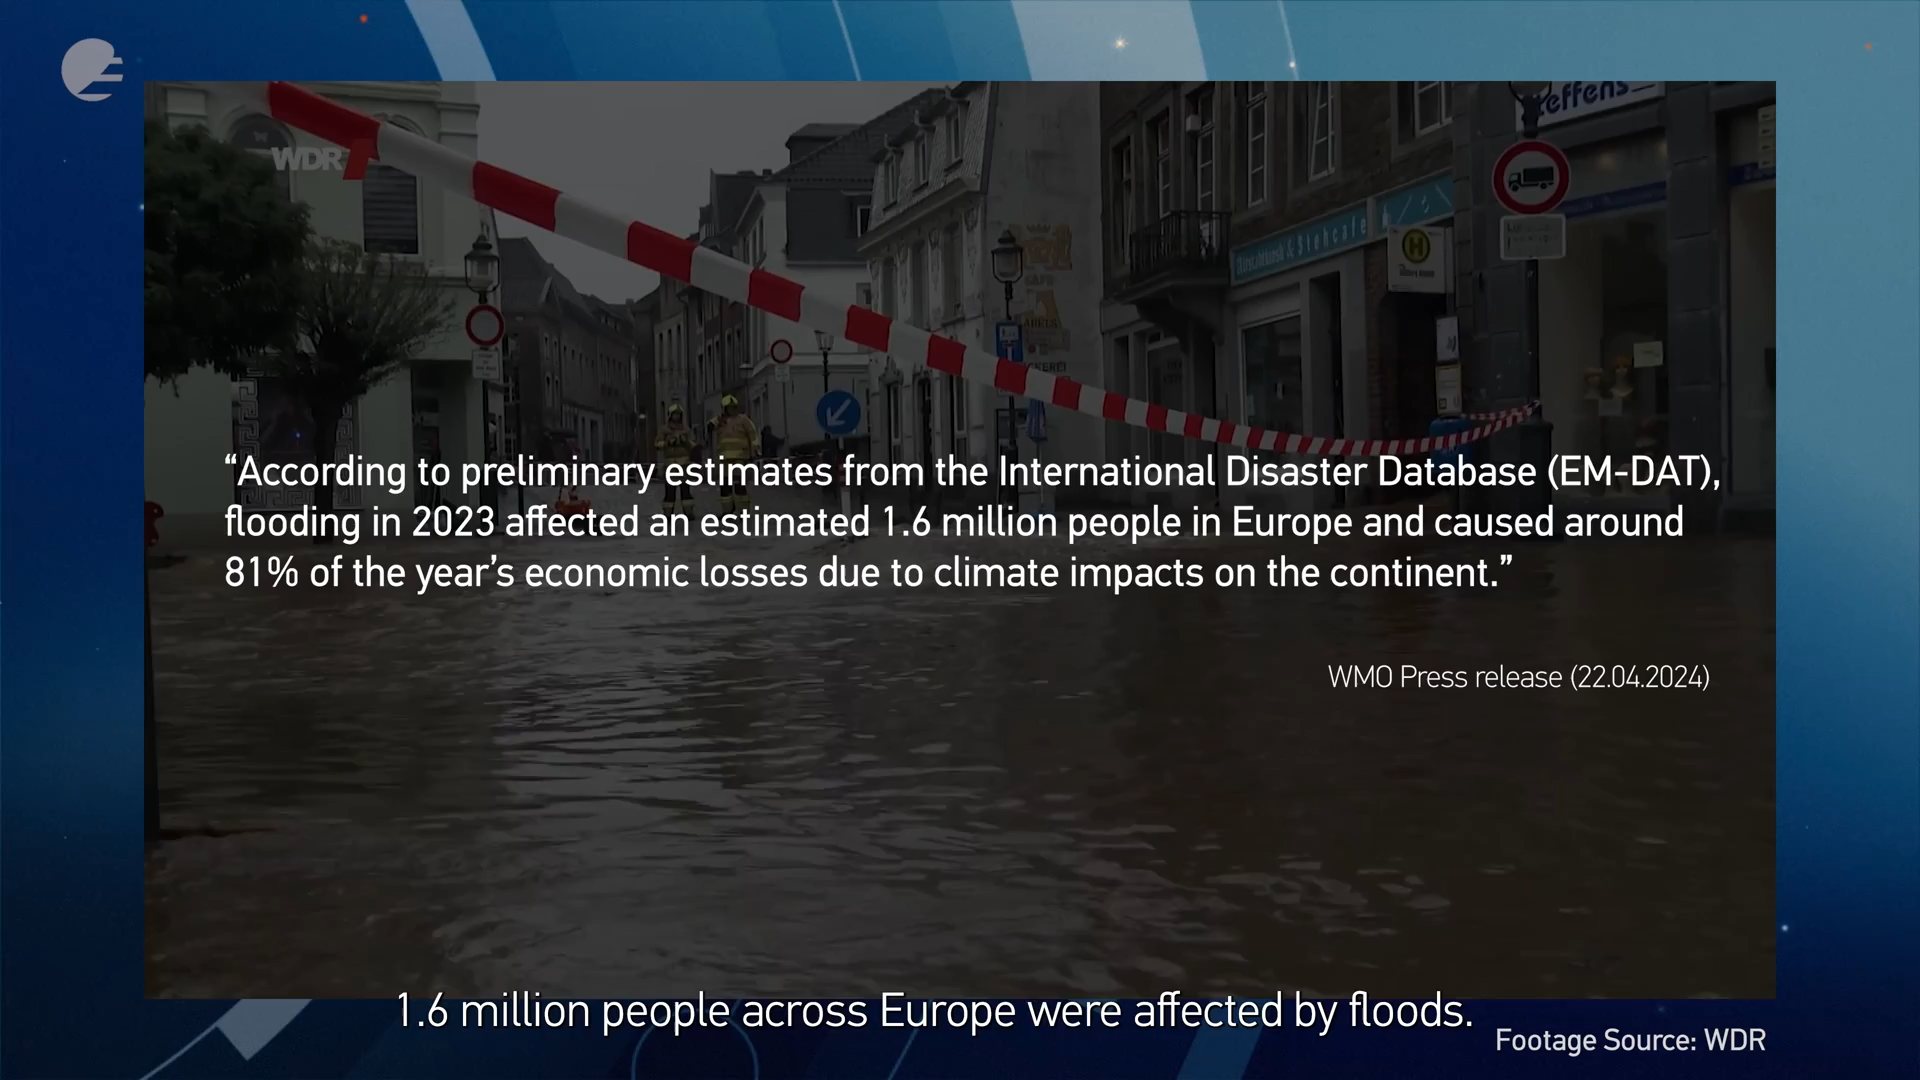 WDR
effens
Stehcafe
H
“According to preliminary estimates from the International Disaster Database (EM-DAT),
flooding in 2023 affected an estimated 1.6 million people in Europe and caused around
81% of the year’s economic losses due to climate impacts on the continent.”
WMO Press release (22.04.2024)
1.6 million people across Europe were affected by floods.
Footage Source: WDR